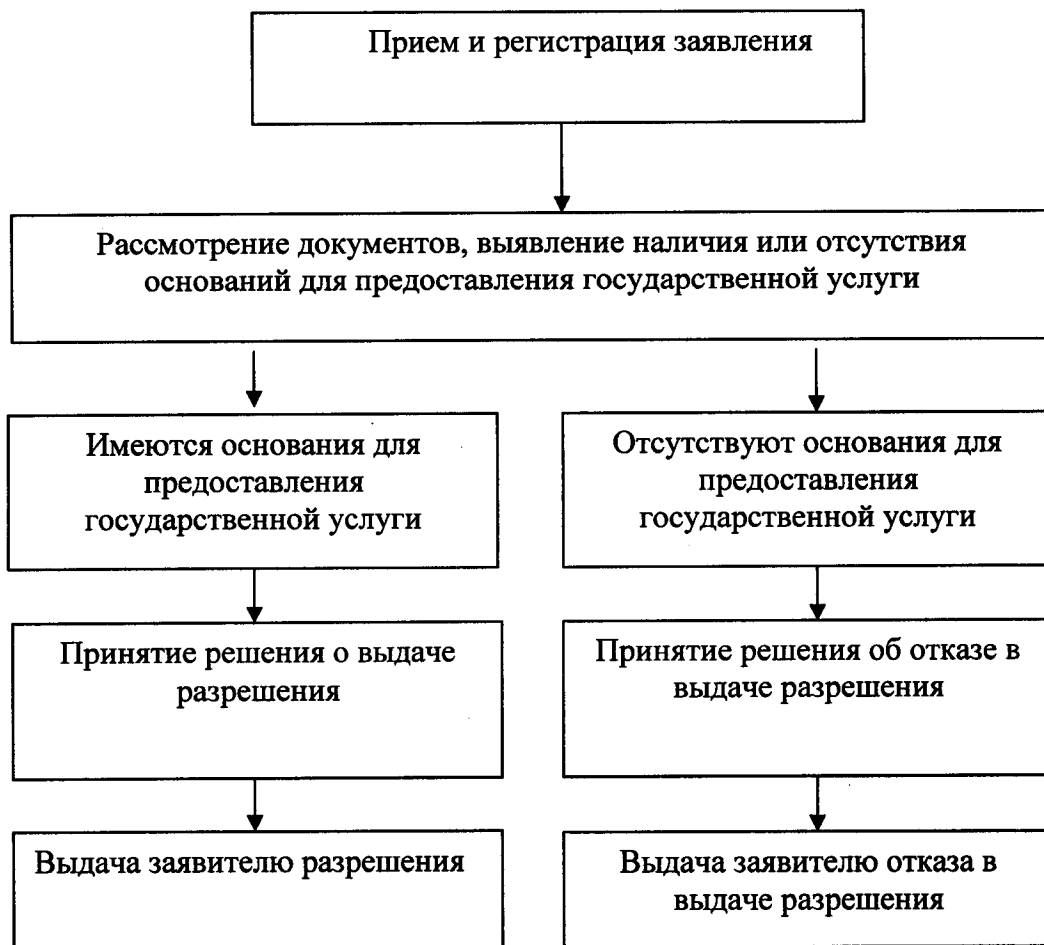 Прием и регистрация заявления
Рассмотрение документов, выявление наличия или отсутствия
оснований для предоставления государственной услуги
Имеются основания для
предоставления
государственной услуги
Отсутствуют основания для
предоставления
государственной услуги
Принятие решения о выдаче
разрешения
Принятие решения об отказе в
выдаче разрешения
Выдача заявителю разрешения
Выдача заявителю отказа в
выдаче разрешения